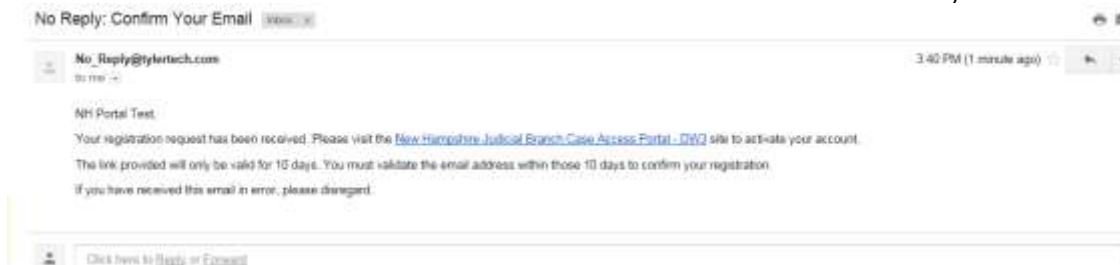 No Reply: Confirm Your Email Inbox x
No_Reply@tylertech.com 3:40 PM (1 minute ago)
to me
NH Portal Test,
Your registration request has been received. Please visit the New Hampshire Judicial Branch Case Access Portal - DW3 site to activate your account.
The link provided will only be valid for 10 days. You must validate the email address within those 10 days to confirm your registration.
If you have received this email in error, please disregard.
Click here to Reply or Forward